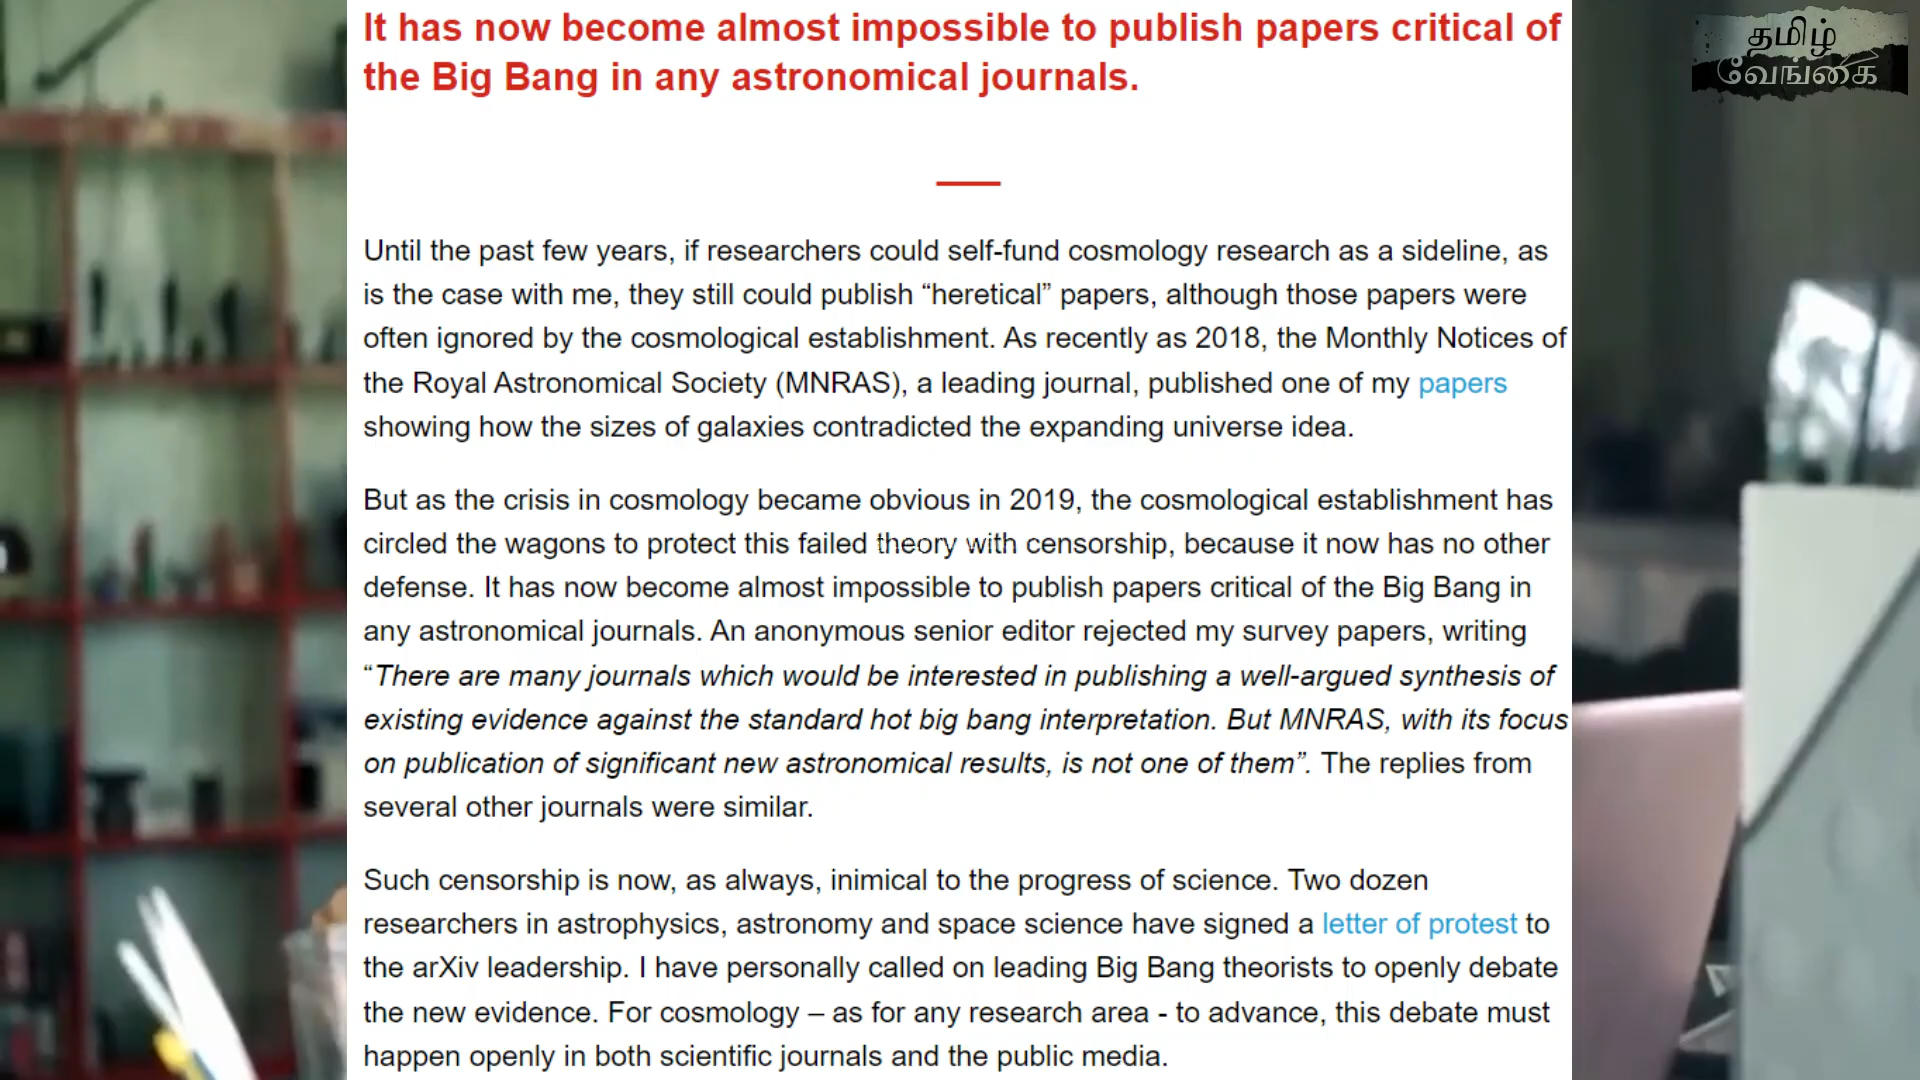 It has now become almost impossible to publish papers critical of
the Big Bang in any astronomical journals.
தமிழ்
வேங்கை
Until the past few years, if researchers could self-fund cosmology research as a sideline, as
is the case with me, they still could publish “heretical” papers, although those papers were
often ignored by the cosmological establishment. As recently as 2018, the Monthly Notices of
the Royal Astronomical Society (MNRAS), a leading journal, published one of my papers
showing how the sizes of galaxies contradicted the expanding universe idea.
But as the crisis in cosmology became obvious in 2019, the cosmological establishment has
circled the wagons to protect this failed theory with censorship, because it now has no other
defense. It has now become almost impossible to publish papers critical of the Big Bang in
any astronomical journals. An anonymous senior editor rejected my survey papers, writing
“There are many journals which would be interested in publishing a well-argued synthesis of
existing evidence against the standard hot big bang interpretation. But MNRAS, with its focus
on publication of significant new astronomical results, is not one of them”. The replies from
several other journals were similar.
Such censorship is now, as always, inimical to the progress of science. Two dozen
researchers in astrophysics, astronomy and space science have signed a letter of protest to
the arXiv leadership. I have personally called on leading Big Bang theorists to openly debate
the new evidence. For cosmology – as for any research area - to advance, this debate must
happen openly in both scientific journals and the public media.